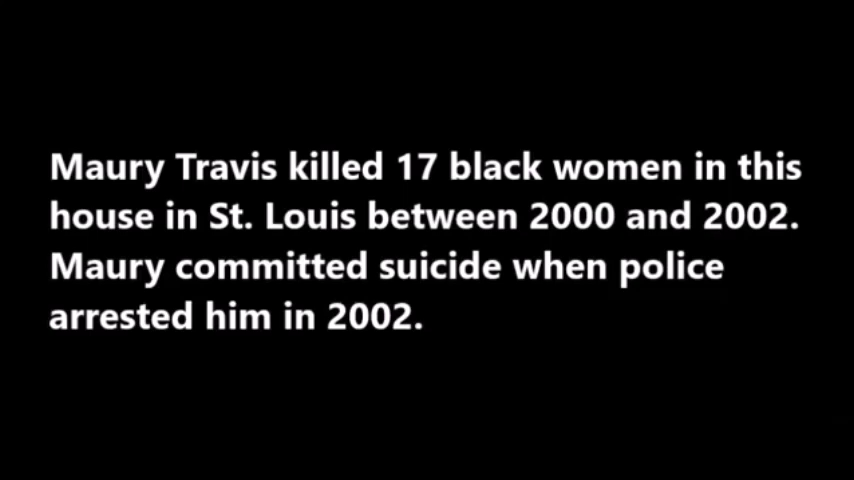 Maury Travis killed 17 black women in this
house in St. Louis between 2000 and 2002.
Maury committed suicide when police
arrested him in 2002.